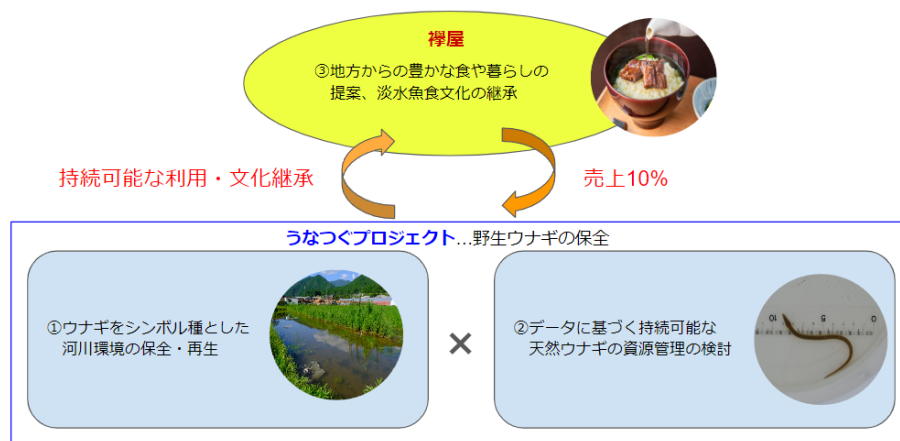 襷屋
③地方からの豊かな食や暮らしの
提案、淡水魚食文化の継承
持続可能な利用・文化継承
売上10%
うなつぐプロジェクト…野生ウナギの保全
①ウナギをシンボル種とした
河川環境の保全・再生
×
②データに基づく持続可能な
天然ウナギの資源管理の検討
10 5 0